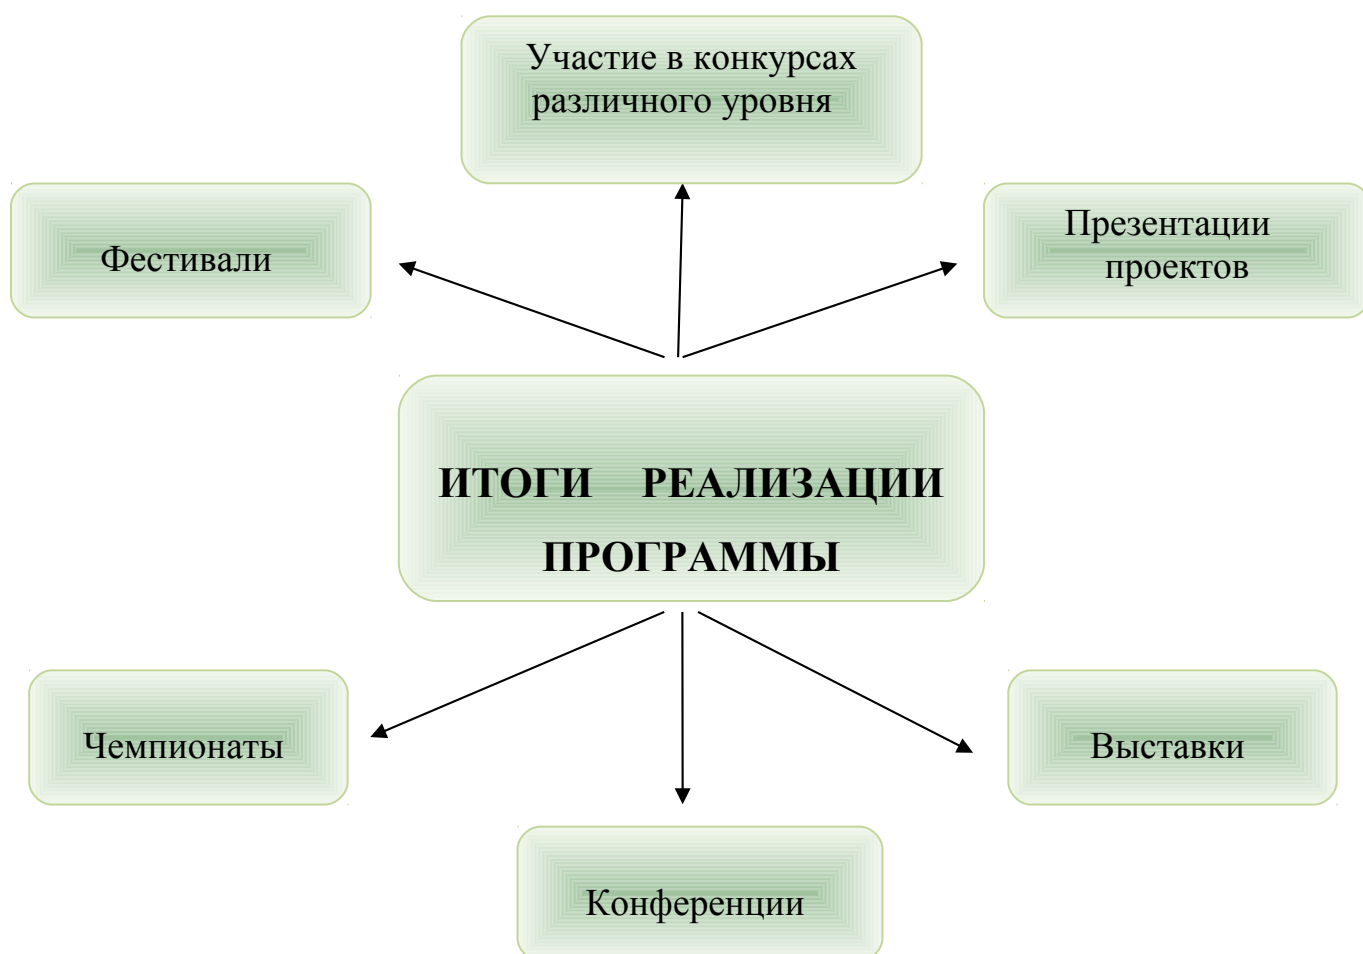 Участие в конкурсах
различного уровня
Фестивали
Презентации
проектов
ИТОГИ РЕАЛИЗАЦИИ
ПРОГРАММЫ
Чемпионаты
Выставки
Конференции